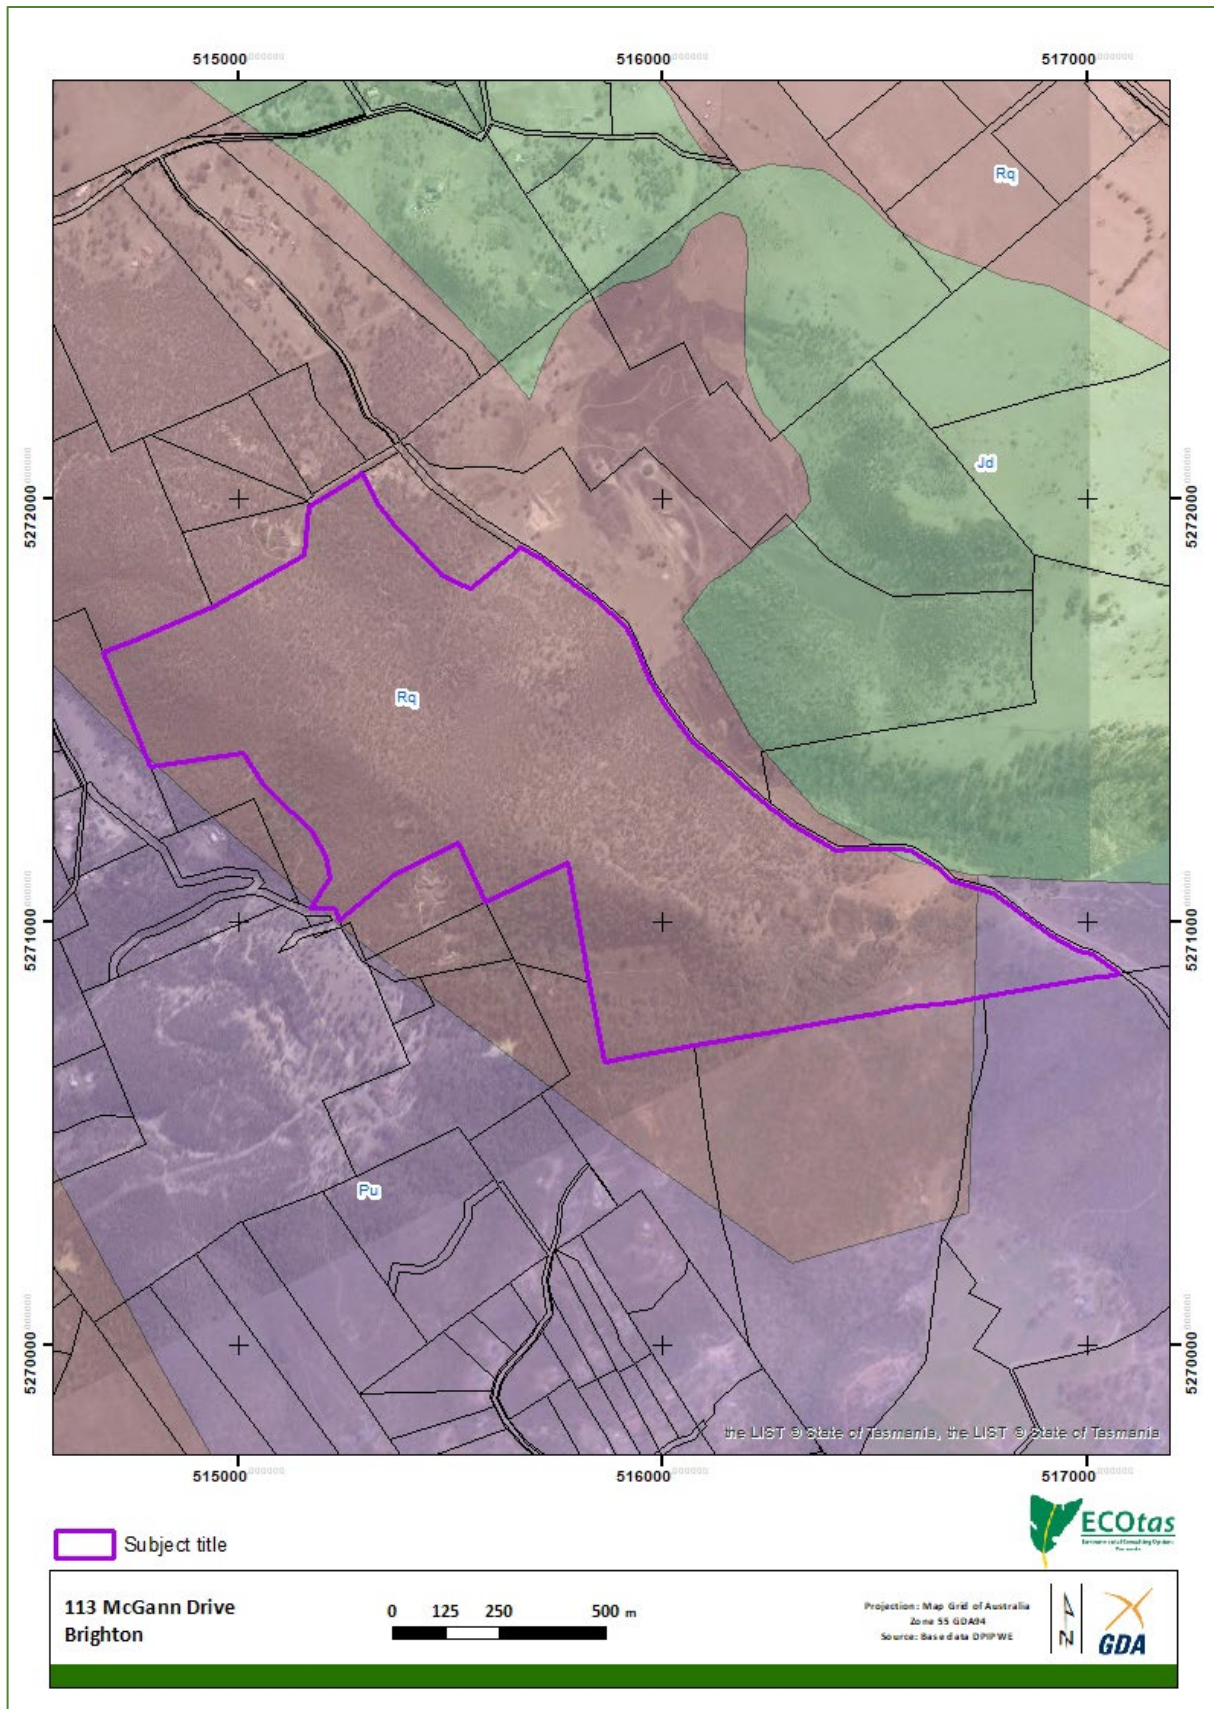 515000 516000 517000
Rq
5272000 5272000
Jd
Rq
5271000 5271000
Pu
5270000 5270000
the LIST © State of Tasmania, the LIST © State of Tasmania
515000 516000 517000
Subject title
ECOtas
113 McGann Drive
Brighton
0 125 250 500 m
Projection: Map Grid of Australia
Zone 55 GDA94
Source: Base data DPIPWE
N
GDA